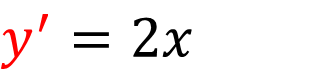 y′ = 2x